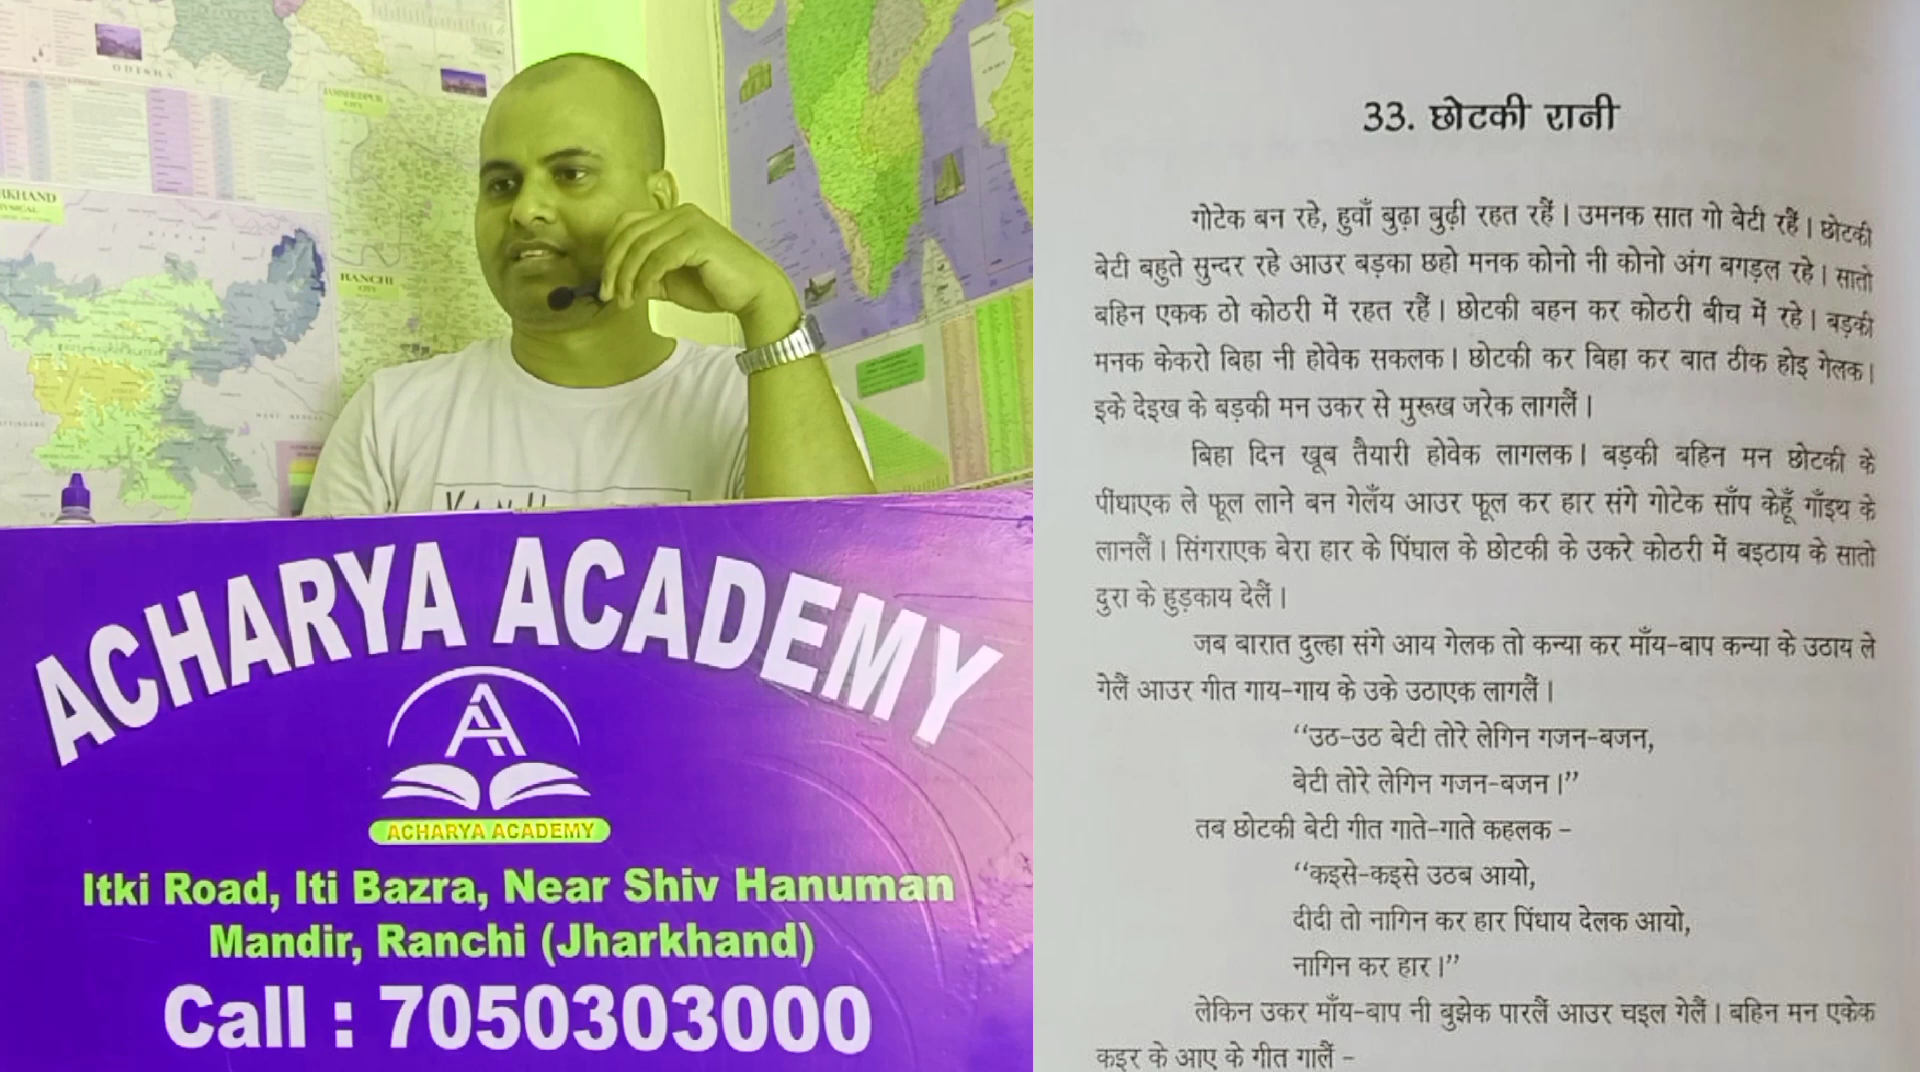 ODISHA
JAMSHEDPUR
CITY
RKHAND
RANCHI
CITY
ACHARYA ACADEMY
ACHARYA ACADEMY
Itki Road, Iti Bazra, Near Shiv Hanuman
Mandir, Ranchi (Jharkhand)
Call : 7050303000
33. छोटकी रानी
गोटेक बन रहे, हुवाँ बुढ़ा बुढ़ी रहत रहैं। उमनक सात गो बेटी रहैं। छोटकी
बेटी बहुते सुन्दर रहे आउर बड़का छहो मनक कोनो नी कोनो अंग बगड़ल रहे। सातो
बहिन एकक ठो कोठरी में रहत रहैं। छोटकी बहन कर कोठरी बीच में रहे। बड़की
मनक केकरो बिहा नी होवेक सकलक। छोटकी कर बिहा कर बात ठीक होइ गेलक।
इके देइख के बड़की मन उकर से मुरूख जरेक लागलैं।
बिहा दिन खूब तैयारी होवेक लागलक। बड़की बहिन मन छोटकी के
पींधाएक ले फूल लाने बन गेलँय आउर फूल कर हार संगे गोटेक साँप केहूँ गाँइथ के
लानलैं। सिंगराएक बेरा हार के पिंघाल के छोटकी के उकरे कोठरी में बइठाय के सातो
दुरा के हुड़काय देलैं।
जब बारात दुल्हा संगे आय गेलक तो कन्या कर माँय-बाप कन्या के उठाय ले
गेलैं आउर गीत गाय-गाय के उके उठाएक लागलैं।
“उठ-उठ बेटी तोरे लेगिन गजन-बजन,
बेटी तोरे लेगिन गजन-बजन।”
तब छोटकी बेटी गीत गाते-गाते कहलक -
“कइसे-कइसे उठब आयो,
दीदी तो नागिन कर हार पिंधाय देलक आयो,
नागिन कर हार।”
लेकिन उकर माँय-बाप नी बुझेक पारलैं आउर चइल गेलैं। बहिन मन एकेक
कइर के आए के गीत गालैं -